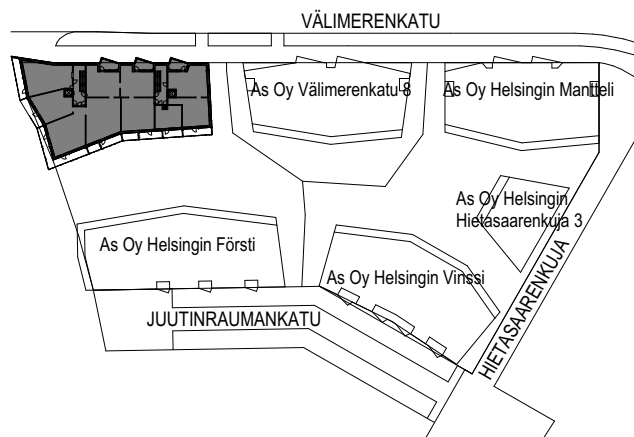 VÄLIMERENKATU
As Oy Välimerenkatu 8
As Oy Helsingin Mantteli
As Oy Helsingin
Hietasaarenkuja 3
As Oy Helsingin Försti
As Oy Helsingin Vinssi
JUUTINRAUMANKATU
HIETASAARENKUJA